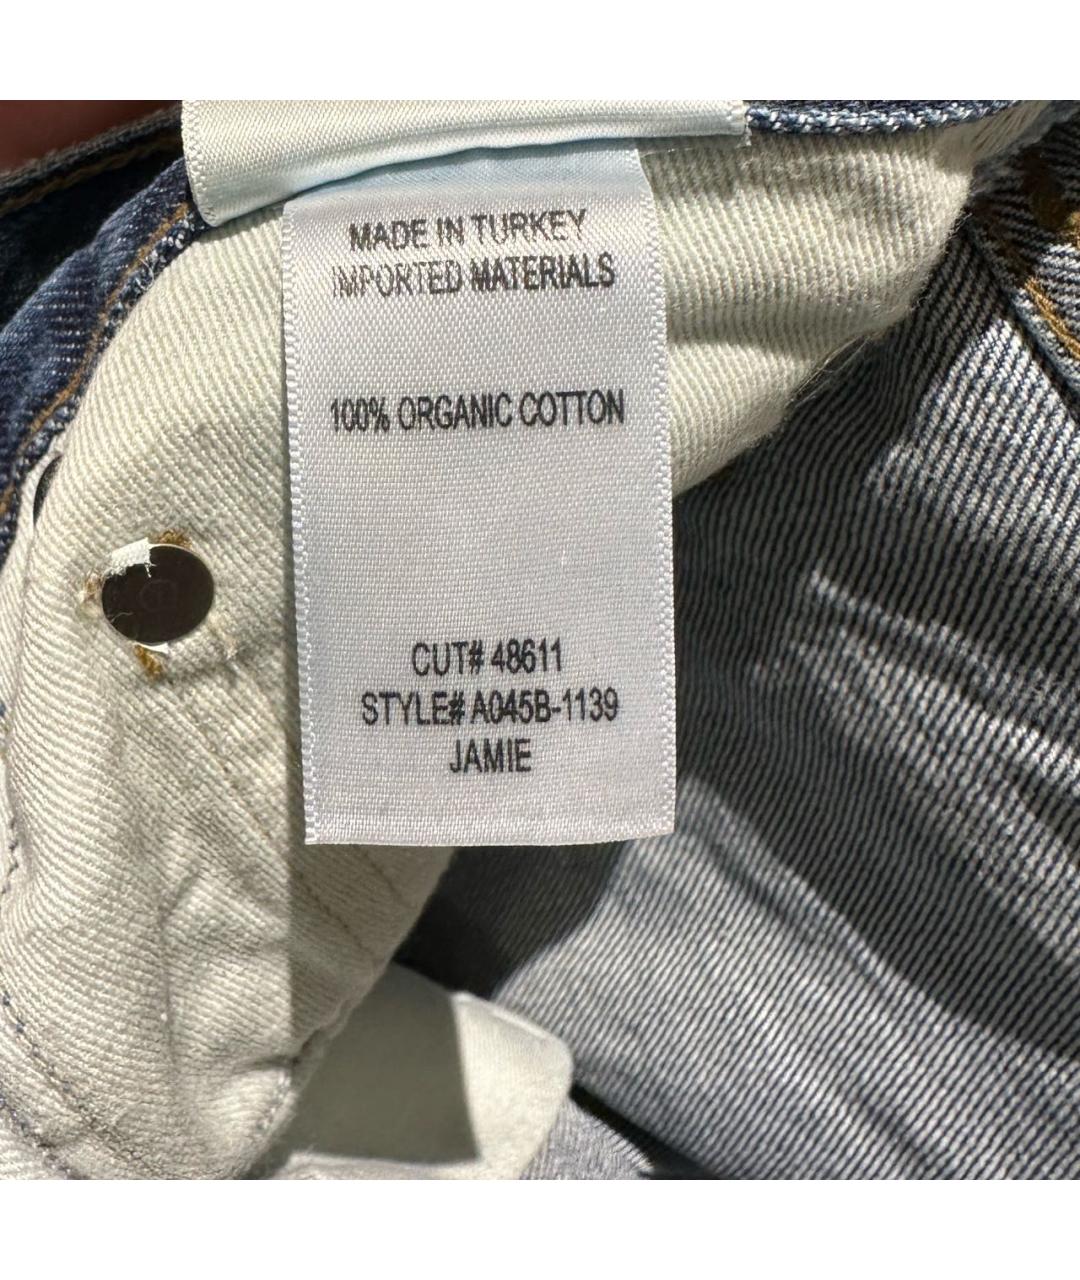 MADE IN TURKEY
IMPORTED MATERIALS
100% ORGANIC COTTON
CUT# 48611
STYLE# A045B-1139
JAMIE